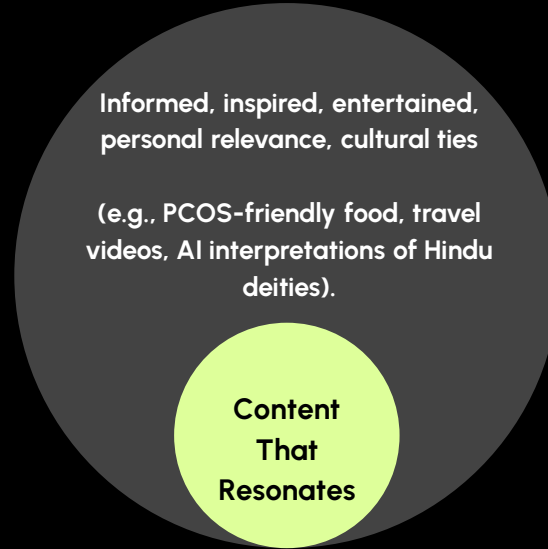 Informed, inspired, entertained,
personal relevance, cultural ties
(e.g., PCOS-friendly food, travel
videos, AI interpretations of Hindu
deities).
Content
That
Resonates